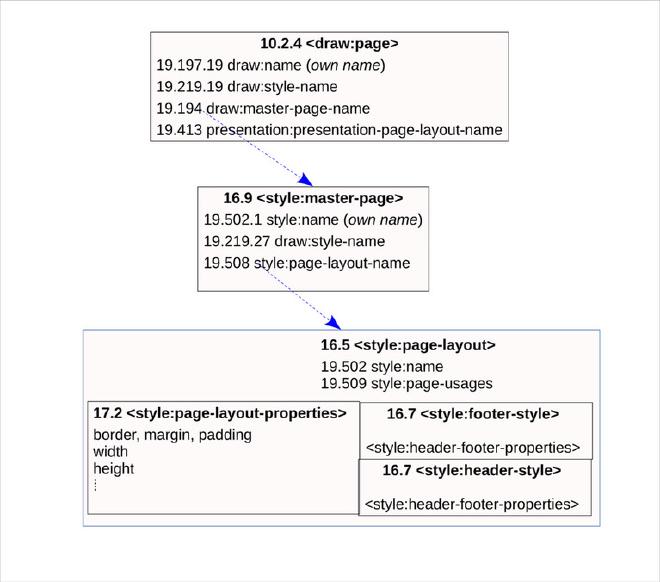 10.2.4 <draw:page>
19.197.19 draw:name (own name)
19.219.19 draw:style-name
19.194 draw:master-page-name
19.413 presentation:presentation-page-layout-name
16.9 <style:master-page>
19.502.1 style:name (own name)
19.219.27 draw:style-name
19.508 style:page-layout-name
16.5 <style:page-layout>
19.502 style:name
19.509 style:page-usages
17.2 <style:page-layout-properties>
border, margin, padding
width
height
⋮
16.7 <style:footer-style>
<style:header-footer-properties>
16.7 <style:header-style>
<style:header-footer-properties>